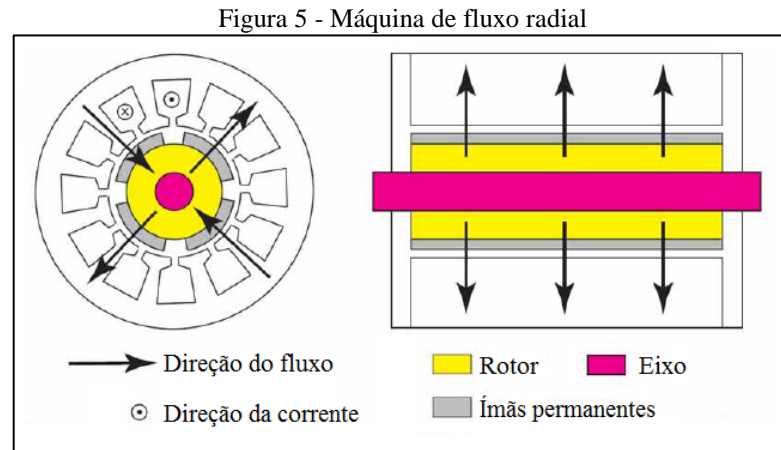 Figura 5 - Máquina de fluxo radial
Direção do fluxo
Rotor
Eixo
Direção da corrente
Ímãs permanentes